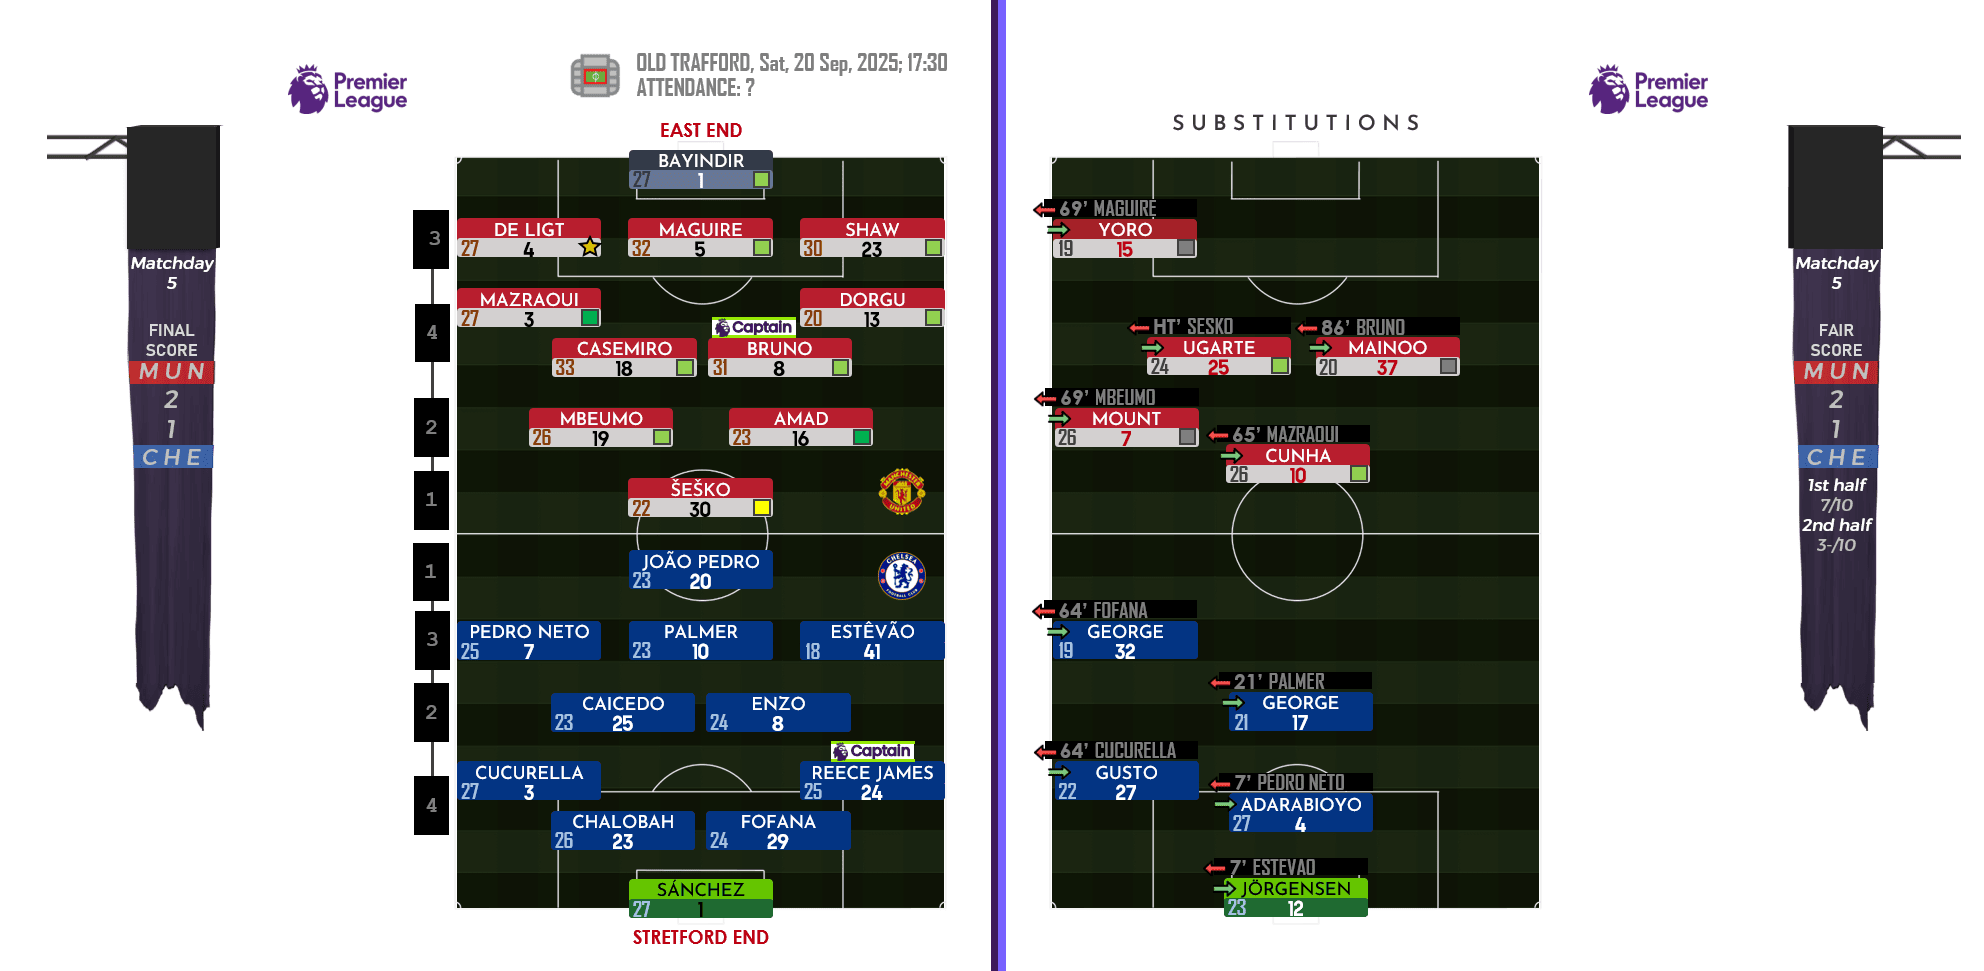 Premier
League
OLD TRAFFORD, Sat, 20 Sep, 2025; 17:30
ATTENDANCE: ?
EAST END
Matchday
5
FINAL
SCORE
MUN
2
1
CHE
3
4
2
1
1
3
2
4
BAYINDIR
27 1
DE LIGT
27 4
MAGUIRE
32 5
SHAW
30 23
MAZRAOUI
27 3
DORGU
20 13
Captain
CASEMIRO
33 18
BRUNO
31 8
MBEUMO
26 19
AMAD
23 16
ŠEŠKO
22 30
MANCHESTER
UNITED
JOÃO PEDRO
23 20
CHELSEA
FOOTBALL CLUB
PEDRO NETO
25 7
PALMER
23 10
ESTÊVÃO
18 41
CAICEDO
23 25
ENZO
24 8
Captain
CUCURELLA
27 3
REECE JAMES
25 24
CHALOBAH
26 23
FOFANA
24 29
SÁNCHEZ
27 1
STRETFORD END
Premier
League
SUBSTITUTIONS
69' MAGUIRE
YORO
19 15
HT' SESKO
UGARTE
24 25
86' BRUNO
MAINOO
20 37
69' MBEUMO
MOUNT
26 7
65' MAZRAOUI
CUNHA
26 10
64' FOFANA
GEORGE
19 32
21' PALMER
GEORGE
21 17
64' CUCURELLA
GUSTO
22 27
7' PEDRO NETO
ADARABIOYO
27 4
7' ESTEVAO
JÖRGENSEN
23 12
Matchday
5
FAIR
SCORE
MUN
2
1
CHE
1st half
7/10
2nd half
3-/10